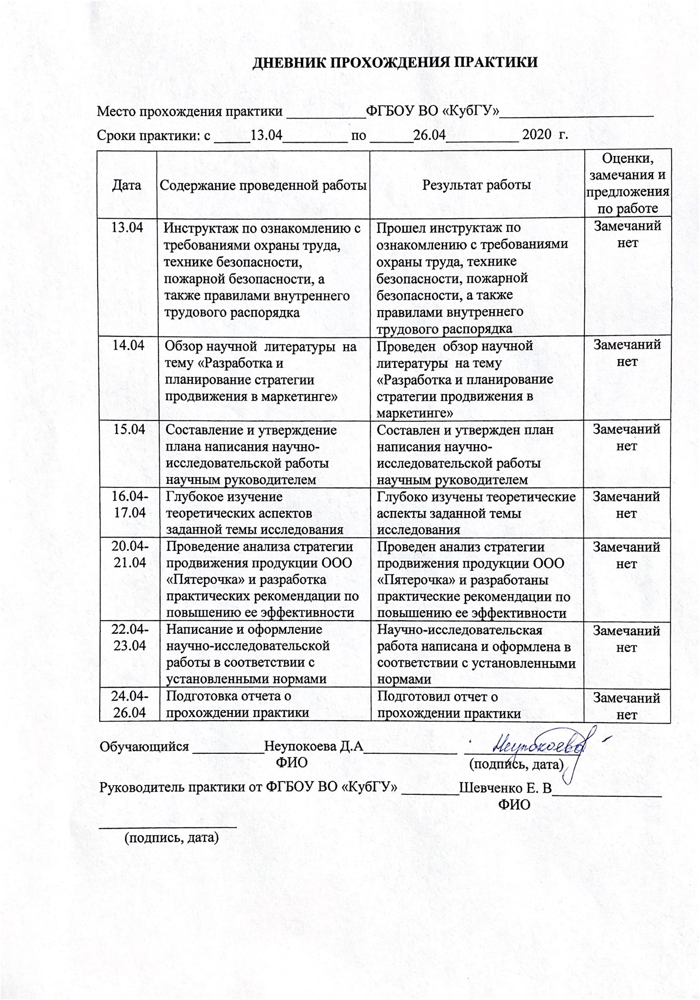 ДНЕВНИК ПРОХОЖДЕНИЯ ПРАКТИКИ
Место прохождения практики ___________ФГБОУ ВО «КубГУ»_____________________
Сроки практики: с _____13.04_________ по ______26.04__________ 2020 г.
Дата
Содержание проведенной работы
Результат работы
Оценки,
замечания и
предложения
по работе
13.04
Инструктаж по ознакомлению с
требованиями охраны труда,
технике безопасности,
пожарной безопасности, а
также правилами внутреннего
трудового распорядка
Прошел инструктаж по
ознакомлению с требованиями
охраны труда, технике
безопасности, пожарной
безопасности, а также
правилами внутреннего
трудового распорядка
Замечаний
нет
14.04
Обзор научной литературы на
тему «Разработка и
планирование стратегии
продвижения в маркетинге»
Проведен обзор научной
литературы на тему
«Разработка и планирование
стратегии продвижения в
маркетинге»
Замечаний
нет
15.04
Составление и утверждение
плана написания научно-
исследовательской работы
научным руководителем
Составлен и утвержден план
написания научно-
исследовательской работы
научным руководителем
Замечаний
нет
16.04-
17.04
Глубокое изучение
теоретических аспектов
заданной темы исследования
Глубоко изучены теоретические
аспекты заданной темы
исследования
Замечаний
нет
20.04-
21.04
Проведение анализа стратегии
продвижения продукции ООО
«Пятерочка» и разработка
практических рекомендации по
повышению ее эффективности
Проведен анализ стратегии
продвижения продукции ООО
«Пятерочка» и разработаны
практические рекомендации по
повышению ее эффективности
Замечаний
нет
22.04-
23.04
Написание и оформление
научно-исследовательской
работы в соответствии с
установленными нормами
Научно-исследовательская
работа написана и оформлена в
соответствии с установленными
нормами
Замечаний
нет
24.04-
26.04
Подготовка отчета о
прохождении практики
Подготовил отчет о
прохождении практики
Замечаний
нет
Обучающийся __________Неупокоева Д.А_____________ Неупокоева
ФИО (подпись, дата)
Руководитель практики от ФГБОУ ВО «КубГУ» ________Шевченко Е. В_______________
ФИО
___________________
(подпись, дата)